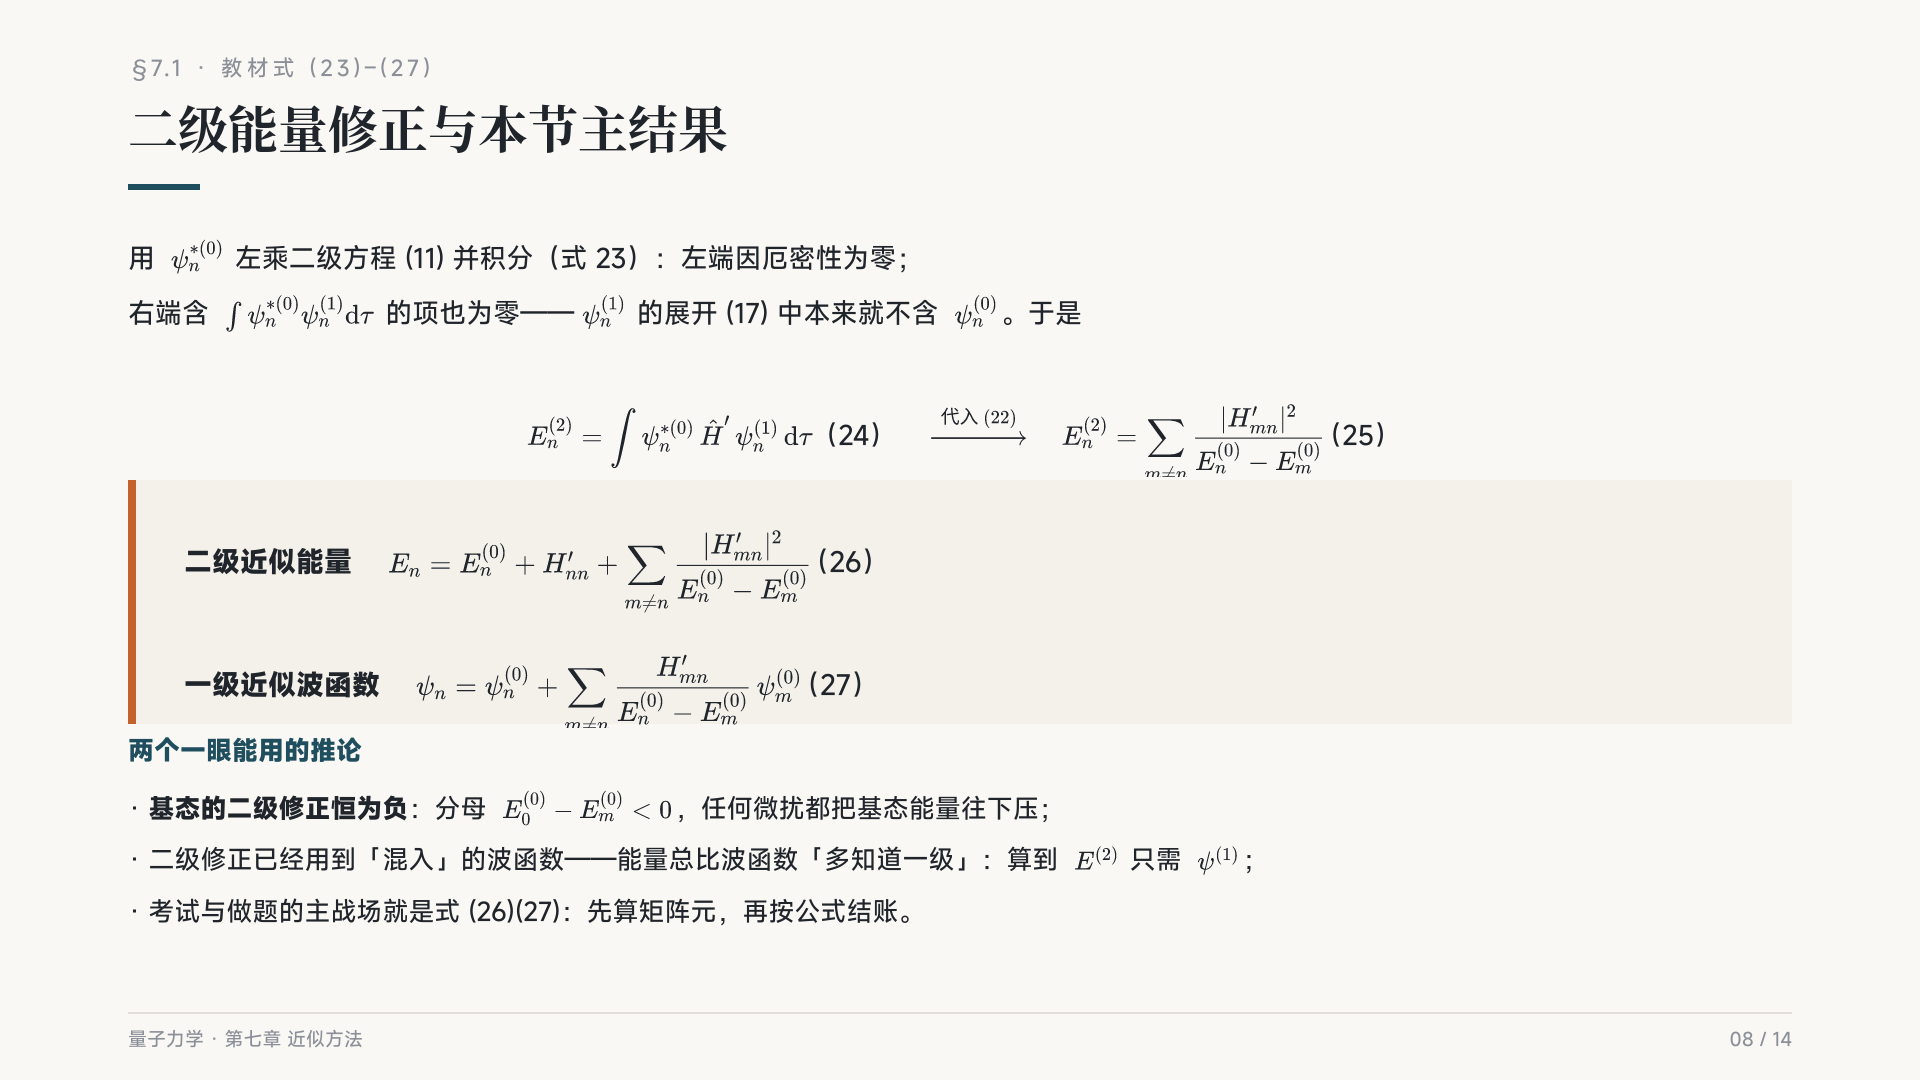 §7.1 · 教材式 (23)–(27)
二级能量修正与本节主结果
用 ψ_n^{*(0)} 左乘二级方程 (11) 并积分（式 23）：左端因厄密性为零；
右端含 ∫ψ_n^{*(0)}ψ_n^{(1)}dτ 的项也为零——ψ_n^{(1)} 的展开 (17) 中本来就不含 ψ_n^{(0)}。于是
E_n^{(2)} = ∫ψ_n^{*(0)} Ĥ′ ψ_n^{(1)} dτ (24) \xrightarrow{代入 (22)} E_n^{(2)} = ∑_{m≠n} \frac{|H′_{mn}|^2}{E_n^{(0)} − E_m^{(0)}} (25)
二级近似能量 E_n = E_n^{(0)} + H′_{nn} + ∑_{m≠n} \frac{|H′_{mn}|^2}{E_n^{(0)} − E_m^{(0)}} (26)
一级近似波函数 ψ_n = ψ_n^{(0)} + ∑_{m≠n} \frac{H′_{mn}}{E_n^{(0)} − E_m^{(0)}} ψ_m^{(0)} (27)
两个一眼能用的推论
· 基态的二级修正恒为负：分母 E_0^{(0)} − E_m^{(0)} < 0，任何微扰都把基态能量往下压；
· 二级修正已经用到「混入」的波函数——能量总比波函数「多知道一级」：算到 E^{(2)} 只需 ψ^{(1)}；
· 考试与做题的主战场就是式 (26)(27)：先算矩阵元，再按公式结账。
量子力学 · 第七章 近似方法
08 / 14